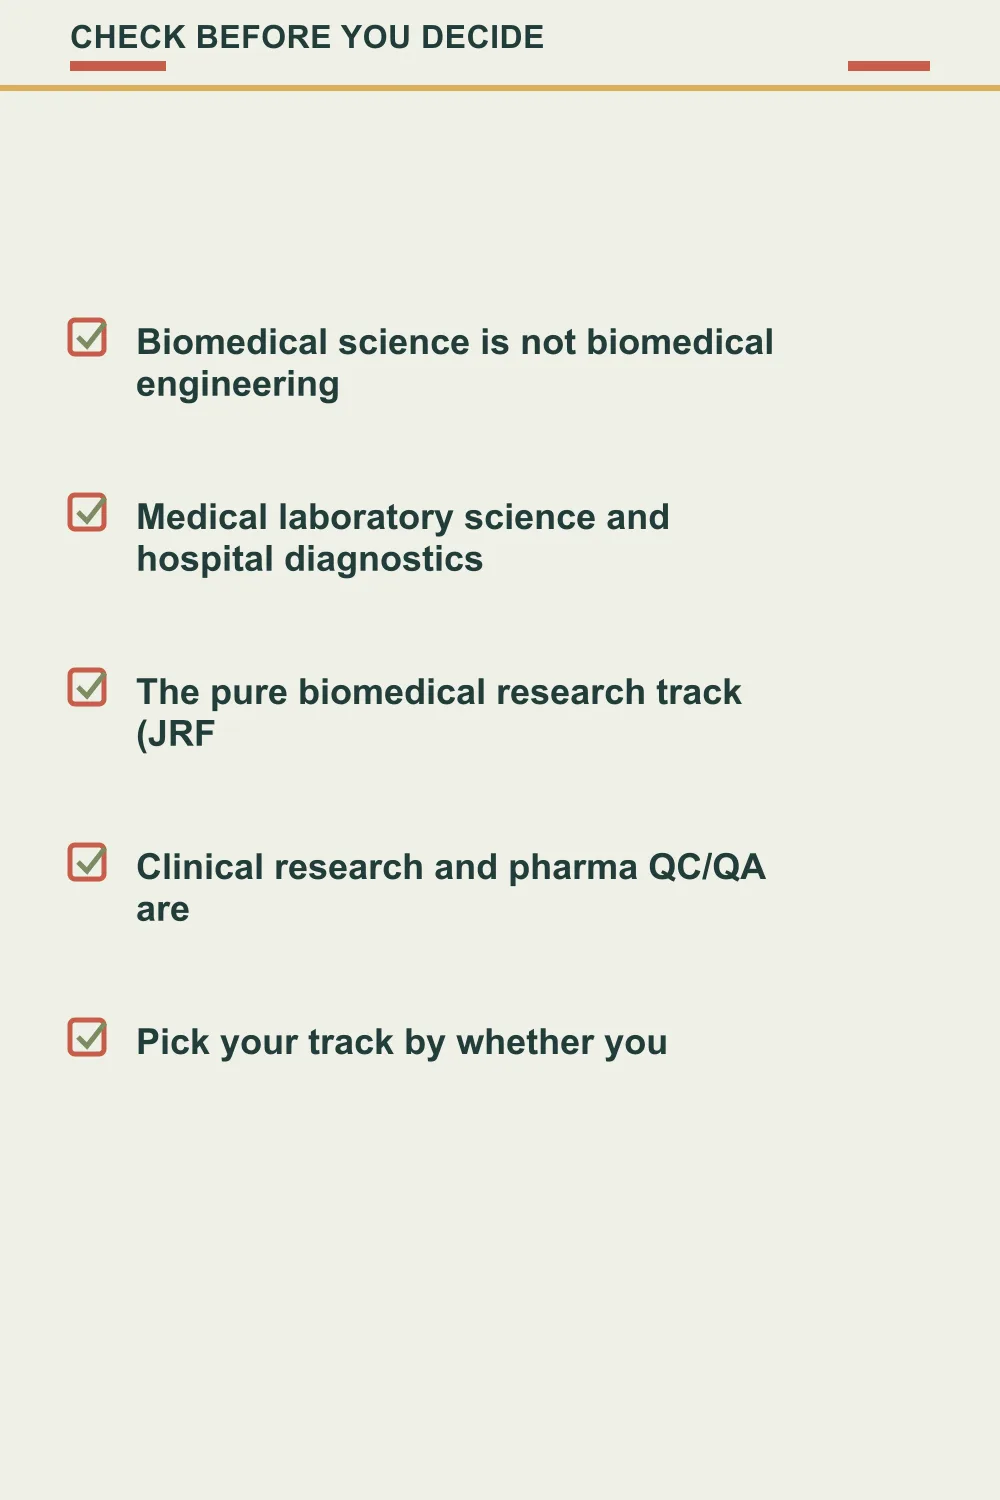 CHECK BEFORE YOU DECIDE
Biomedical science is not biomedical
engineering
Medical laboratory science and
hospital diagnostics
The pure biomedical research track
(JRF
Clinical research and pharma QC/QA
are
Pick your track by whether you